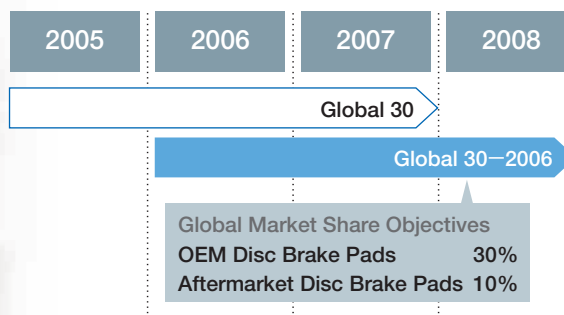 2005 2006 2007 2008
Global 30
Global 30—2006
Global Market Share Objectives
OEM Disc Brake Pads 30%
Aftermarket Disc Brake Pads 10%